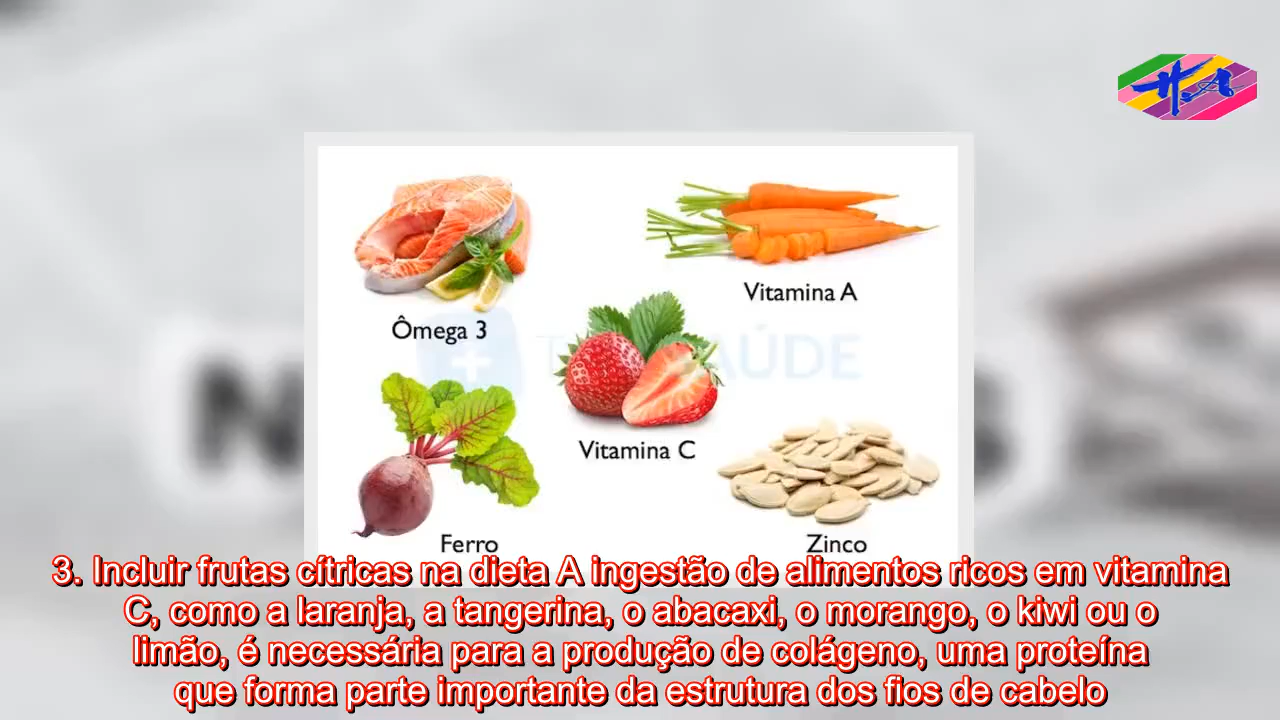 H.A
Ômega 3
Vitamina A
Vitamina C
Ferro
Zinco
3. Incluir frutas cítricas na dieta A ingestão de alimentos ricos em vitamina
C, como a laranja, a tangerina, o abacaxi, o morango, o kiwi ou o
limão, é necessária para a produção de colágeno, uma proteína
que forma parte importante da estrutura dos fios de cabelo